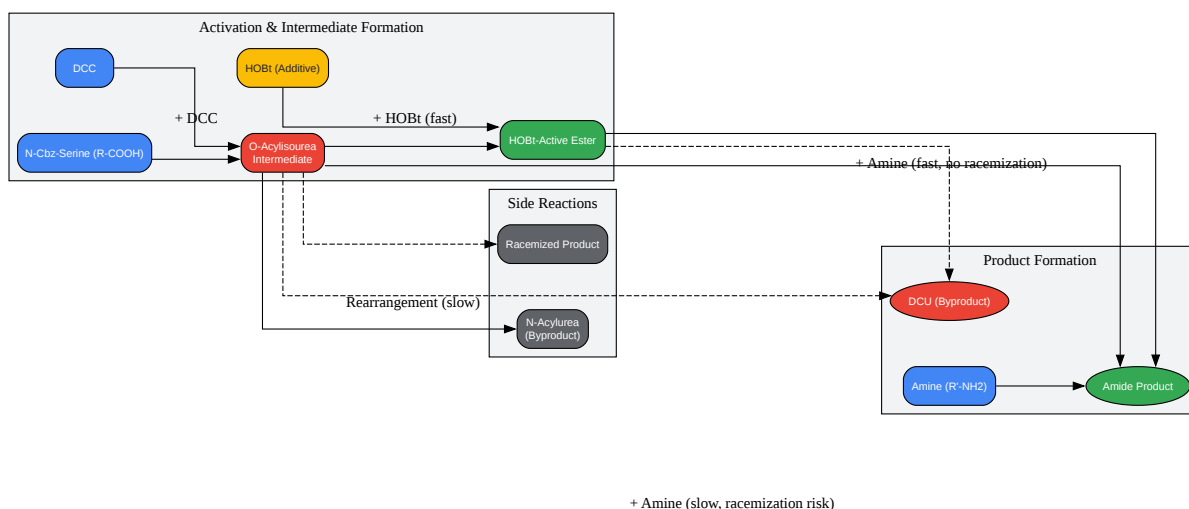 Activation & Intermediate Formation
DCC
HOBt (Additive)
+ DCC
+ HOBt (fast)
N-Cbz-Serine (R-COOH)
O-Acylisourea
Intermediate
HOBt-Active Ester
+ Amine (fast, no racemization)
Side Reactions
Racemized Product
Rearrangement (slow)
N-Acylurea
(Byproduct)
Product Formation
DCU (Byproduct)
Amine (R'-NH2)
Amide Product
+ Amine (slow, racemization risk)